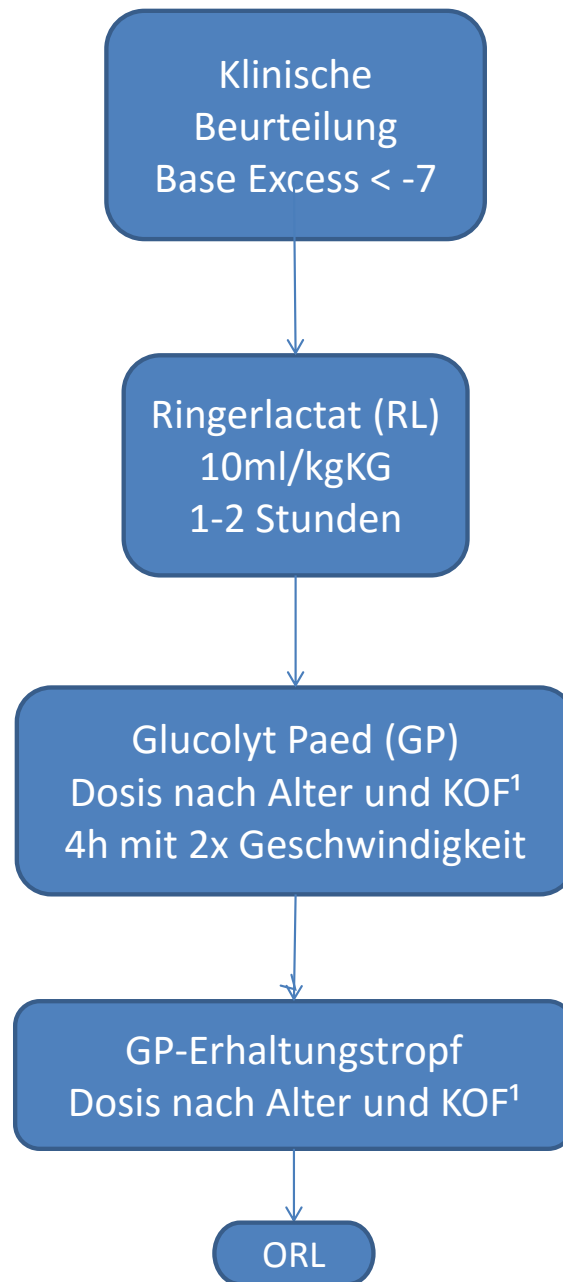 Klinische
Beurteilung
Base Excess < -7
Ringerlactat (RL)
10ml/kgKG
1-2 Stunden
Glucolyt Paed (GP)
Dosis nach Alter und KOF¹
4h mit 2x Geschwindigkeit
GP-Erhaltungstropf
Dosis nach Alter und KOF¹
ORL